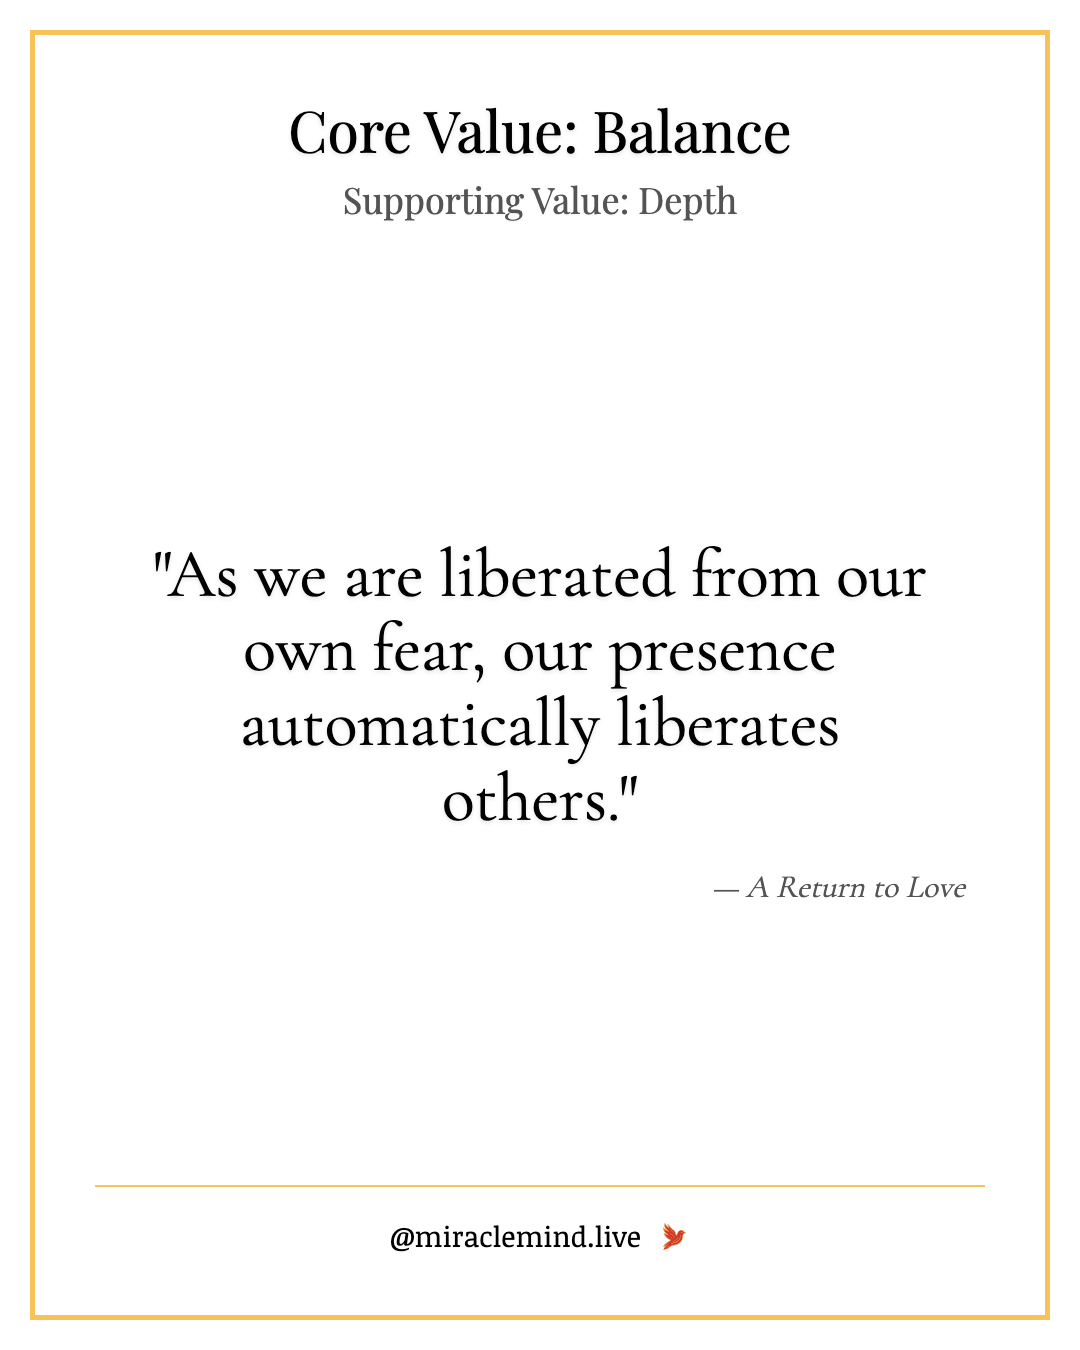 Core Value: Balance
Supporting Value: Depth
"As we are liberated from our
own fear, our presence
automatically liberates
others."
— A Return to Love
@miraclemind.live